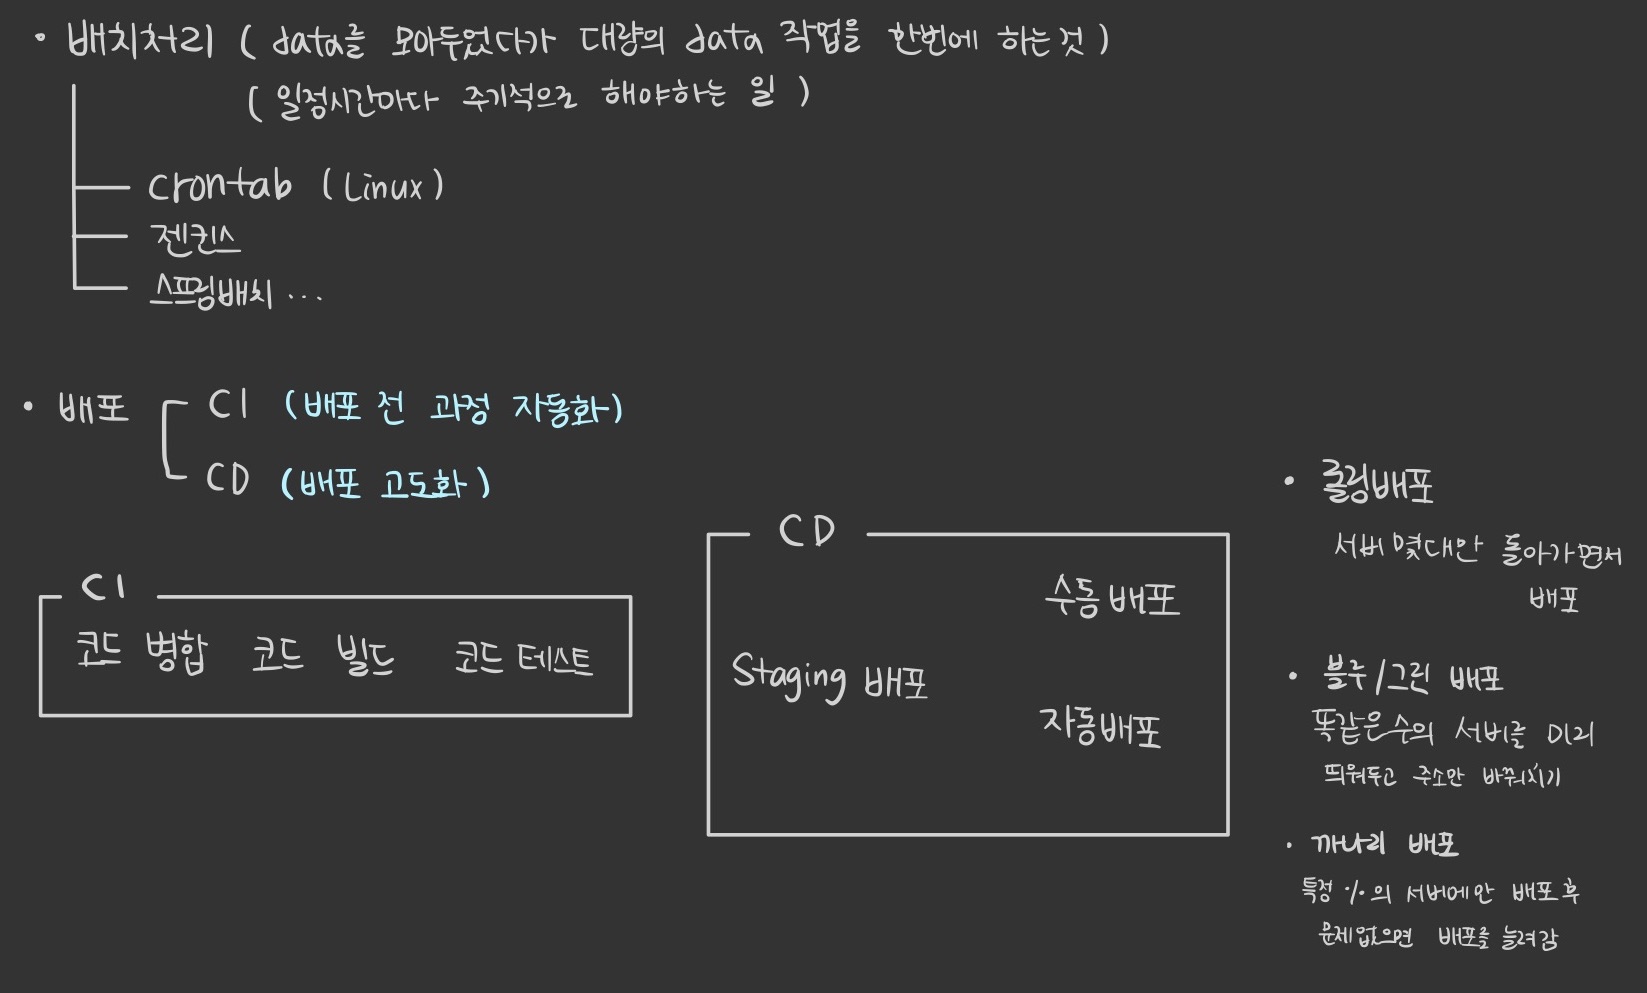 • 배치처리 ( data를 모아두었다가 대량의 data 작업을 한번에 하는것 )
( 일정시간마다 주기적으로 해야하는 일 )
crontab (Linux)
젠킨스
스프링배치 ...
• 배포
CI (배포 전 과정 자동화)
CD (배포 고도화)
CI
코드 병합 코드 빌드 코드 테스트
CD
수동 배포
Staging 배포
자동배포
• 롤링배포
서버 몇대만 돌아가면서
배포
• 블루/그린 배포
똑같은 수의 서버를 미리
띄워두고 주소만 바꿔치기
• 까나리 배포
특정 %의 서버에만 배포 후
문제없으면 배포를 늘려감